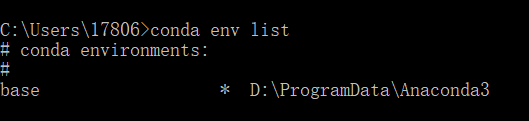 C:\Users\17806>conda env list
# conda environments:
#
base                  *  D:\ProgramData\Anaconda3